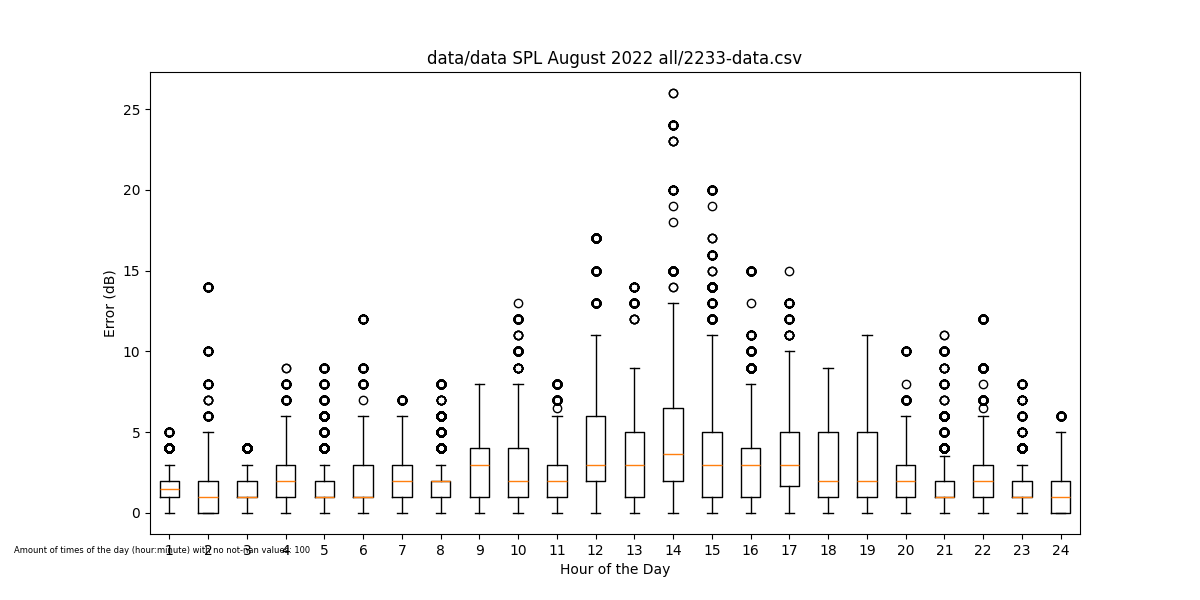 data/data SPL August 2022 all/2233-data.csv
25
20
15
10
5
0
Error (dB)
1 2 3 4 5 6 7 8 9 10 11 12 13 14 15 16 17 18 19 20 21 22 23 24
Amount of times of the day (hour:minute) with no not-nan values: 100
Hour of the Day